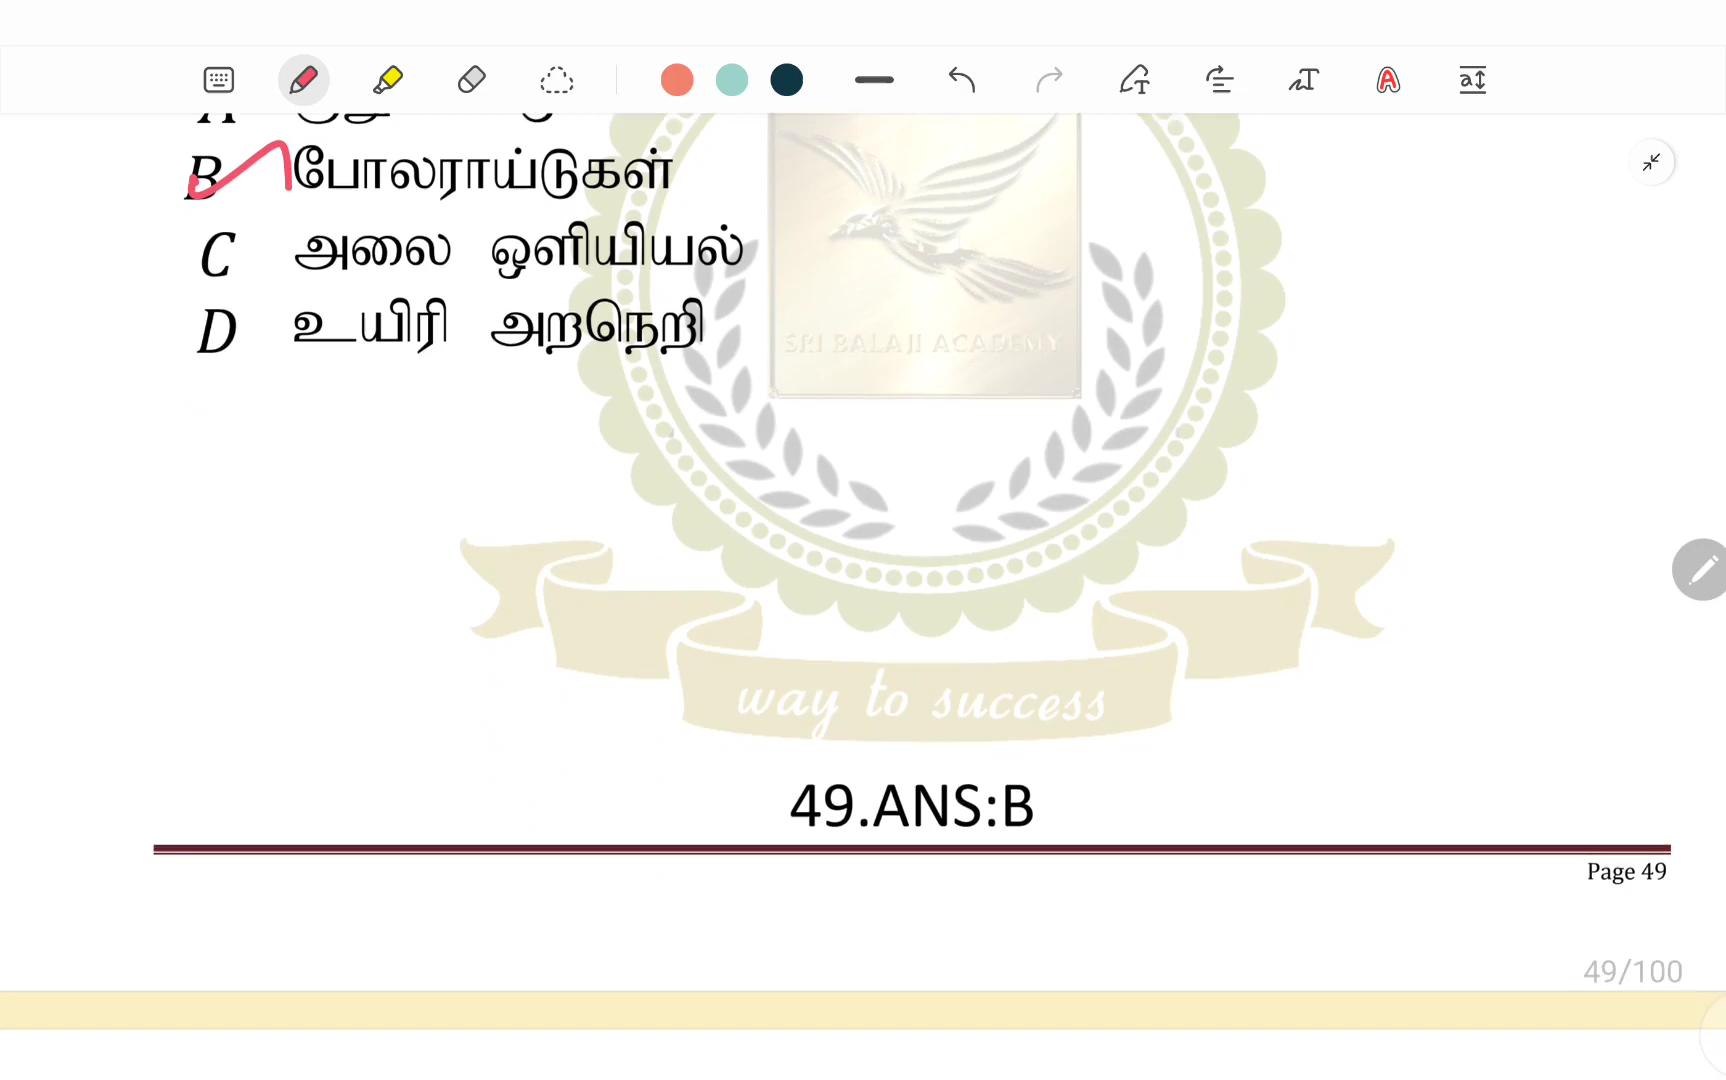 B போலராய்டுகள்
C அலை ஒளியியல்
D உயிரி அறநெறி
SRI BALAJI ACADEMY
way to success
49.ANS:B
Page 49
49/100